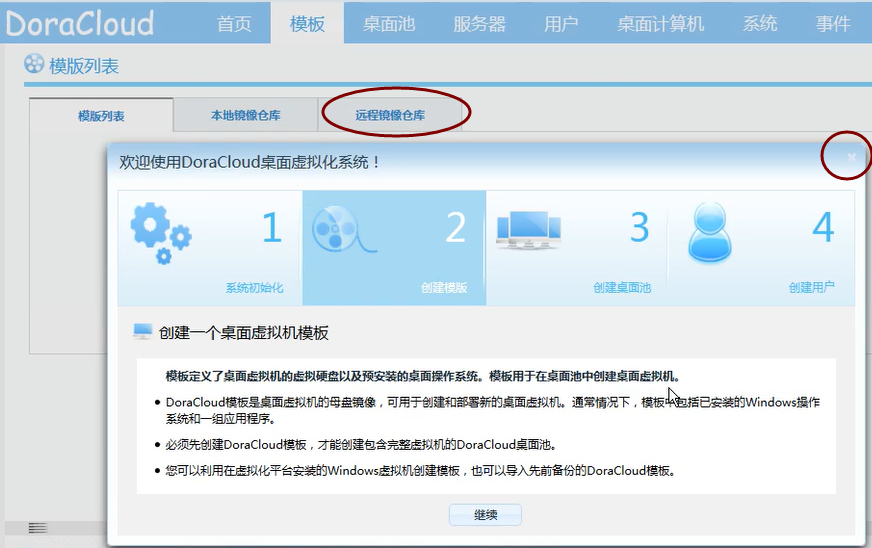 DoraCloud 首页 模板 桌面池 服务器 用户 桌面计算机 系统 事件
模版列表
模版列表 本地镜像仓库 远程镜像仓库
欢迎使用DoraCloud桌面虚拟化系统！
1 2 3 4
系统初始化 创建模版 创建桌面池 创建用户
创建一个桌面虚拟机模板
模板定义了桌面虚拟机的虚拟硬盘以及预安装的桌面操作系统。模板用于在桌面池中创建桌面虚拟机。
DoraCloud模板是桌面虚拟机的母盘镜像，可用于创建和部署新的桌面虚拟机。通常情况下，模板中包括已安装的Windows操作
系统和一组应用程序。
必须先创建DoraCloud模板，才能创建包含完整虚拟机的DoraCloud桌面池。
您可以利用在虚拟化平台安装的Windows虚拟机创建模板，也可以导入先前备份的DoraCloud模板。
继续